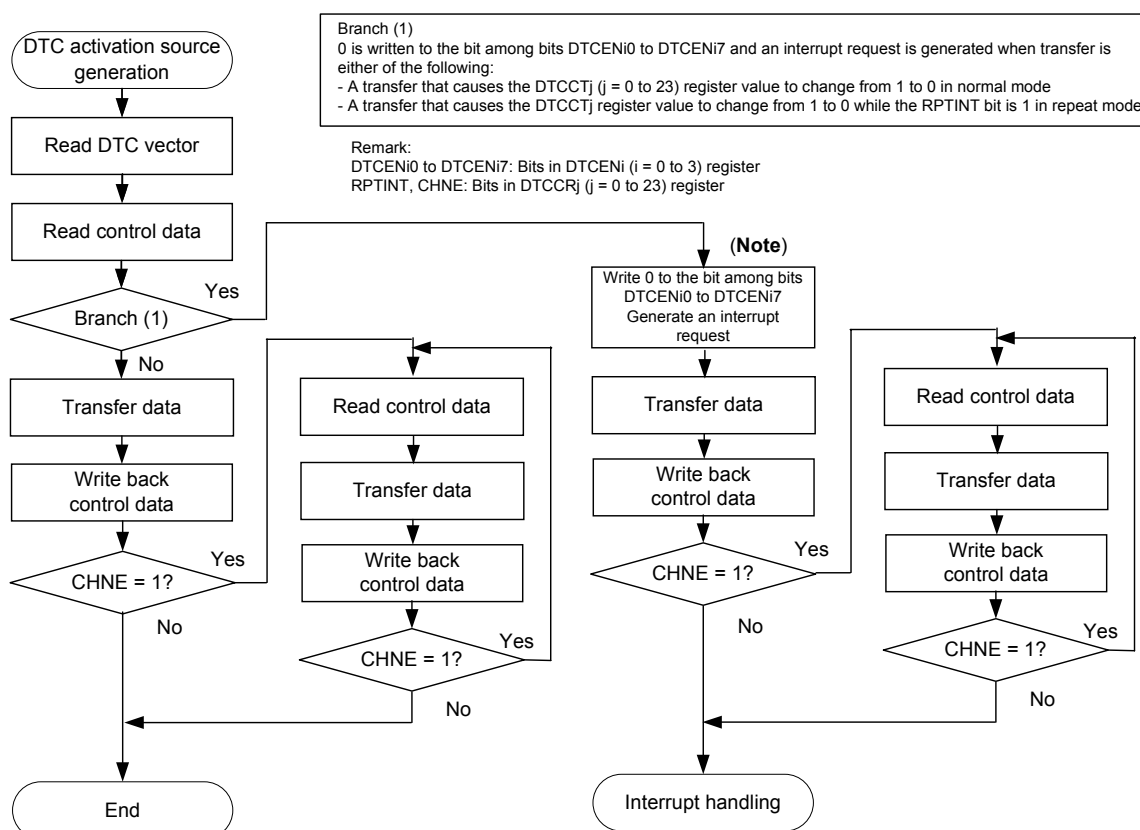 DTC activation source
generation
Read DTC vector
Read control data
Branch (1)
Yes
No
Transfer data
Write back
control data
CHNE = 1?
Yes
No
End
Read control data
Transfer data
Write back
control data
CHNE = 1?
Yes
No
Branch (1)
0 is written to the bit among bits DTCENi0 to DTCENi7 and an interrupt request is generated when transfer is
either of the following:
- A transfer that causes the DTCCTj (j = 0 to 23) register value to change from 1 to 0 in normal mode
- A transfer that causes the DTCCTj register value to change from 1 to 0 while the RPTINT bit is 1 in repeat mode
Remark:
DTCENi0 to DTCENi7: Bits in DTCENi (i = 0 to 3) register
RPTINT, CHNE: Bits in DTCCRj (j = 0 to 23) register
(Note)
Write 0 to the bit among bits
DTCENi0 to DTCENi7
Generate an interrupt
request
Transfer data
Write back
control data
CHNE = 1?
Yes
No
Interrupt handling
Read control data
Transfer data
Write back
control data
CHNE = 1?
Yes
No